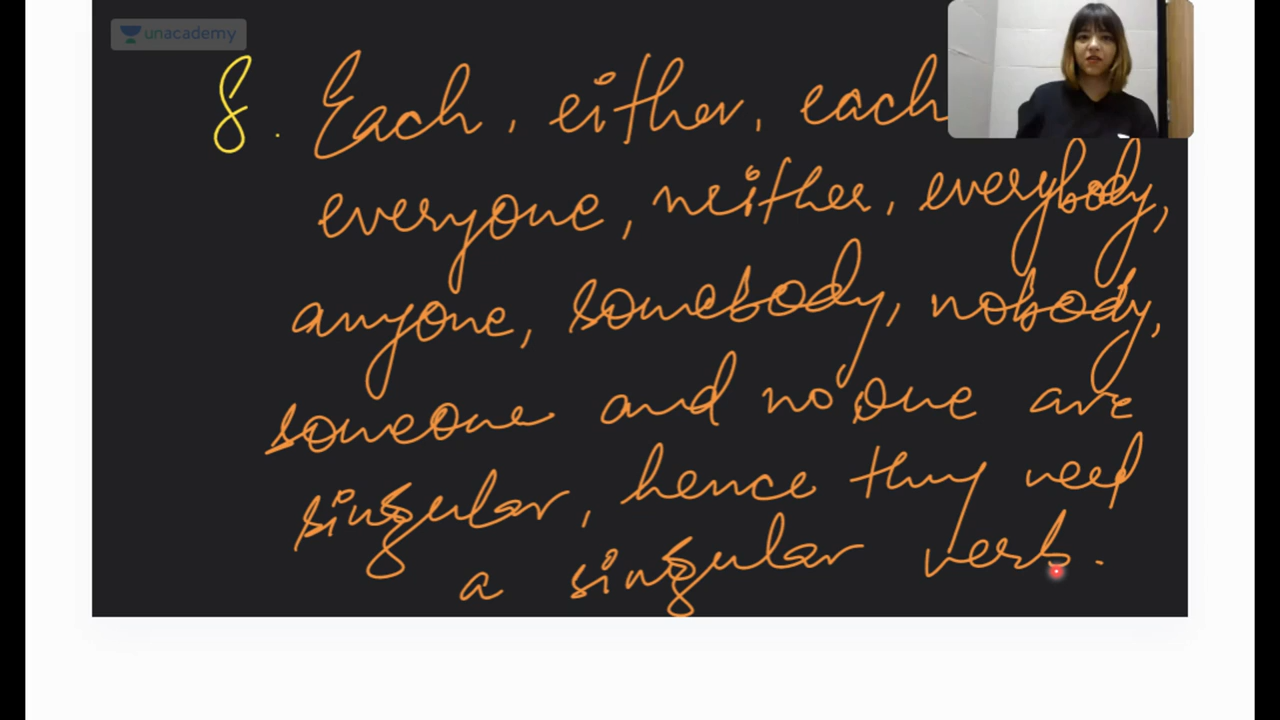 unacademy
8. Each, either, each
everyone, neither, everybody,
anyone, somebody, nobody,
someone and no one are
singular, hence they need
a singular verb.